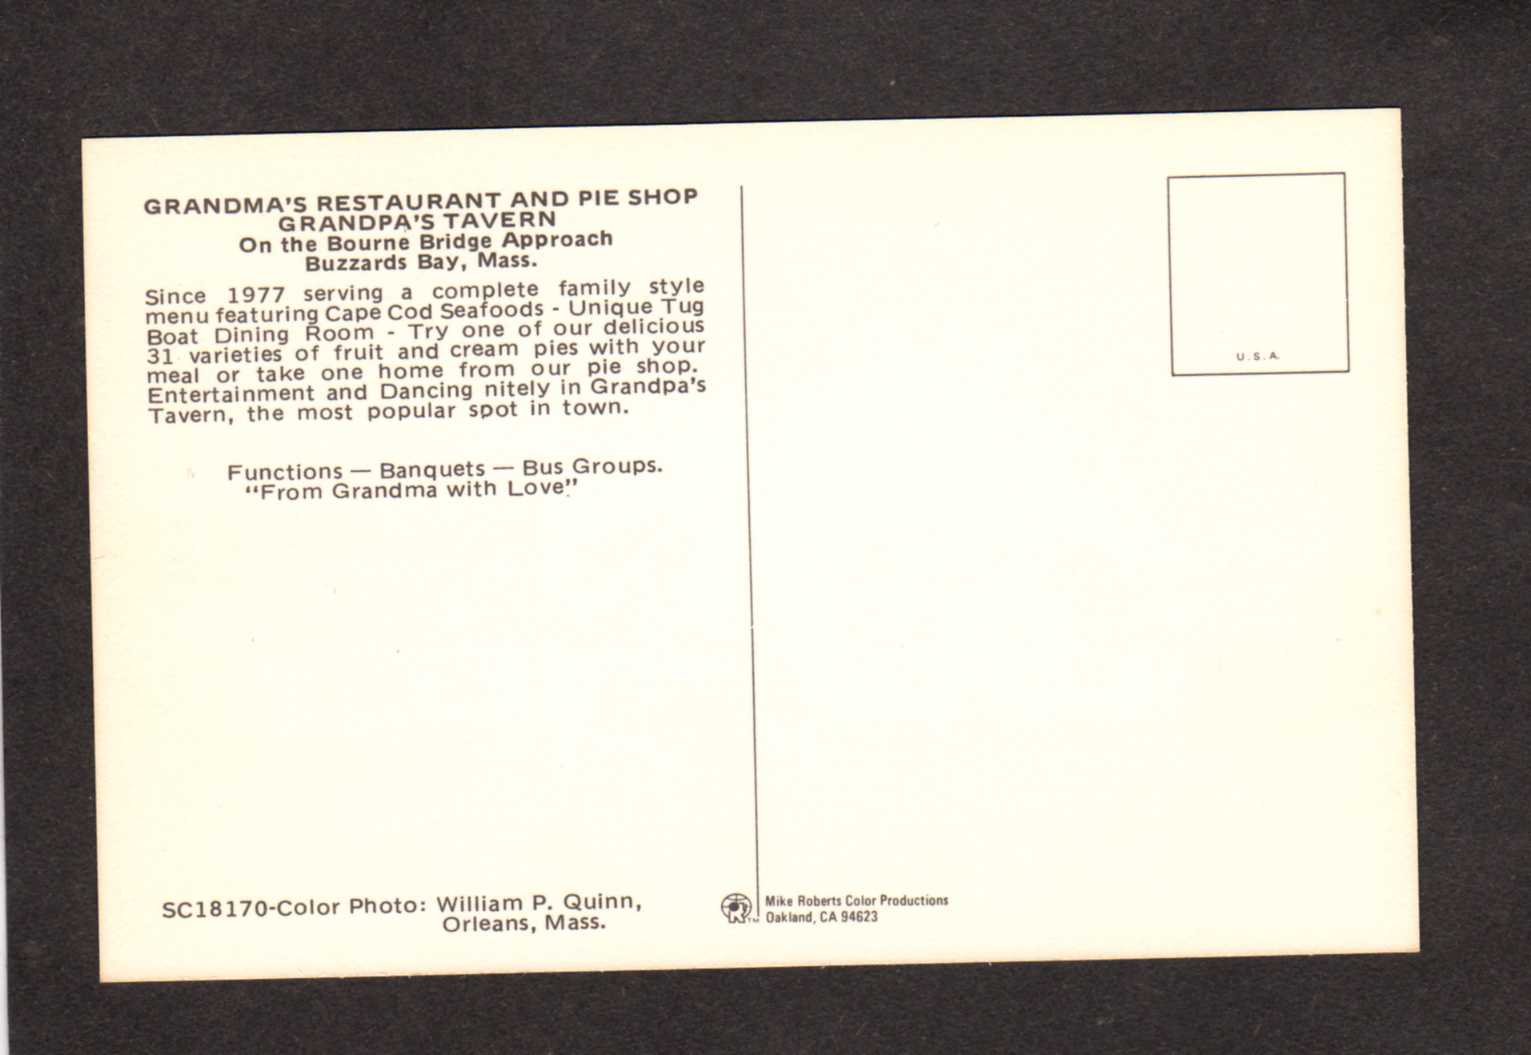 GRANDMA'S RESTAURANT AND PIE SHOP
GRANDPA'S TAVERN
On the Bourne Bridge Approach
Buzzards Bay, Mass.
Since 1977 serving a complete family style
menu featuring Cape Cod Seafoods - Unique Tug
Boat Dining Room - Try one of our delicious
31 varieties of fruit and cream pies with your
meal or take one home from our pie shop.
Entertainment and Dancing nitely in Grandpa's
Tavern, the most popular spot in town.
Functions — Banquets — Bus Groups.
"From Grandma with Love."
SC18170-Color Photo: William P. Quinn,
Orleans, Mass.
TM
Mike Roberts Color Productions
Oakland, CA 94623
U.S.A.